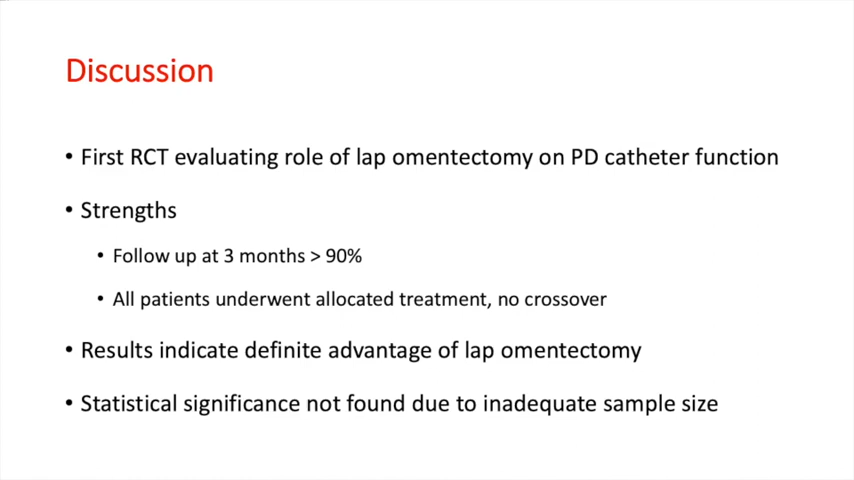 Discussion
• First RCT evaluating role of lap omentectomy on PD catheter function
• Strengths
• Follow up at 3 months > 90%
• All patients underwent allocated treatment, no crossover
• Results indicate definite advantage of lap omentectomy
• Statistical significance not found due to inadequate sample size